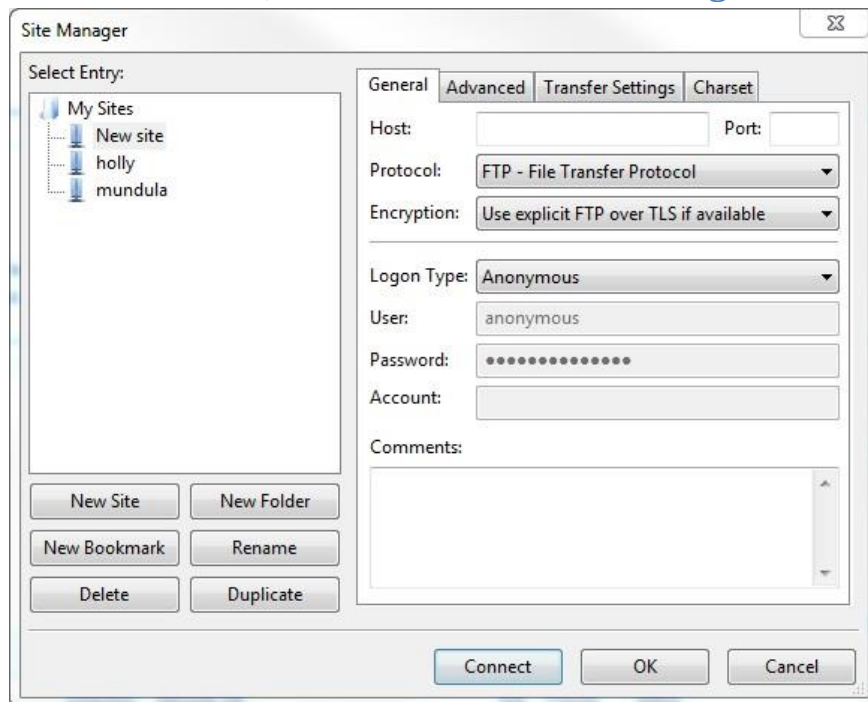 Site Manager
Select Entry:
My Sites
New site
holly
mundula
New Site
New Folder
New Bookmark
Rename
Delete
Duplicate
General
Advanced
Transfer Settings
Charset
Host:
Port:
Protocol:
FTP - File Transfer Protocol
Encryption:
Use explicit FTP over TLS if available
Logon Type:
Anonymous
User:
anonymous
Password:
••••••••••••••
Account:
Comments:
Connect
OK
Cancel